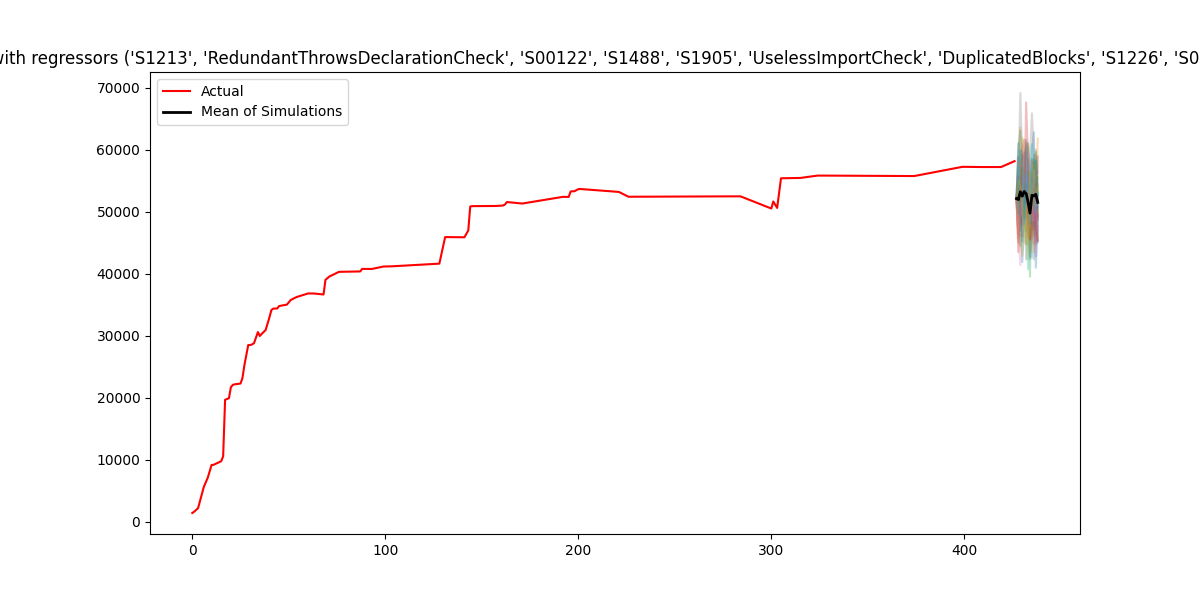 with regressors ('S1213', 'RedundantThrowsDeclarationCheck', 'S00122', 'S1488', 'S1905', 'UselessImportCheck', 'DuplicatedBlocks', 'S1226', 'S0
Actual
Mean of Simulations
70000
60000
50000
40000
30000
20000
10000
0
0 100 200 300 400